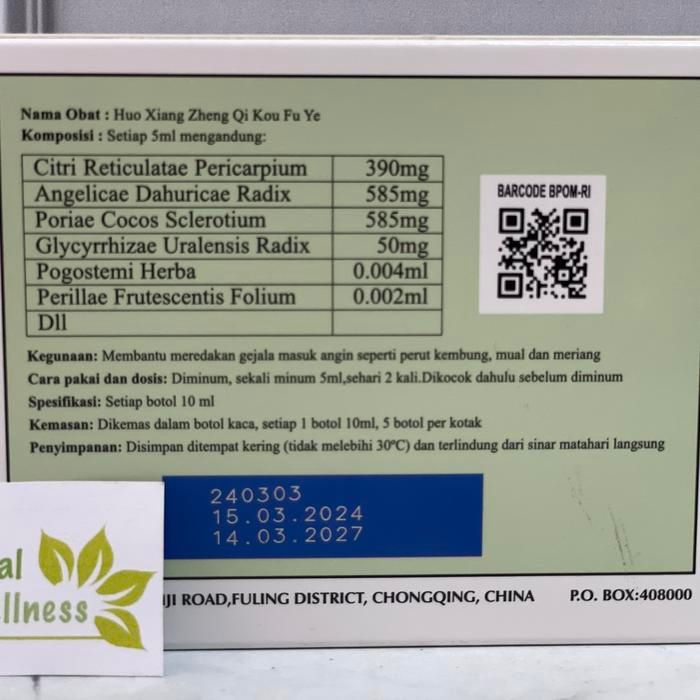 Nama Obat : Huo Xiang Zheng Qi Kou Fu Ye
Komposisi : Setiap 5ml mengandung:
Citri Reticulatae Pericarpium 390mg
Angelicae Dahuricae Radix 585mg
Poriae Cocos Sclerotium 585mg
Glycyrrhizae Uralensis Radix 50mg
Pogostemi Herba 0.004ml
Perillae Frutescentis Folium 0.002ml
Dll
BARCODE BPOM-RI
Kegunaan: Membantu meredakan gejala masuk angin seperti perut kembung, mual dan meriang
Cara pakai dan dosis: Diminum, sekali minum 5ml,sehari 2 kali.Dikocok dahulu sebelum diminum
Spesifikasi: Setiap botol 10 ml
Kemasan: Dikemas dalam botol kaca, setiap 1 botol 10ml, 5 botol per kotak
Penyimpanan: Disimpan ditempat kering (tidak melebihi 30°C) dan terlindung dari sinar matahari langsung
240303
15.03.2024
14.03.2027
ROAD,FULING DISTRICT, CHONGQING, CHINA P.O. BOX:408000